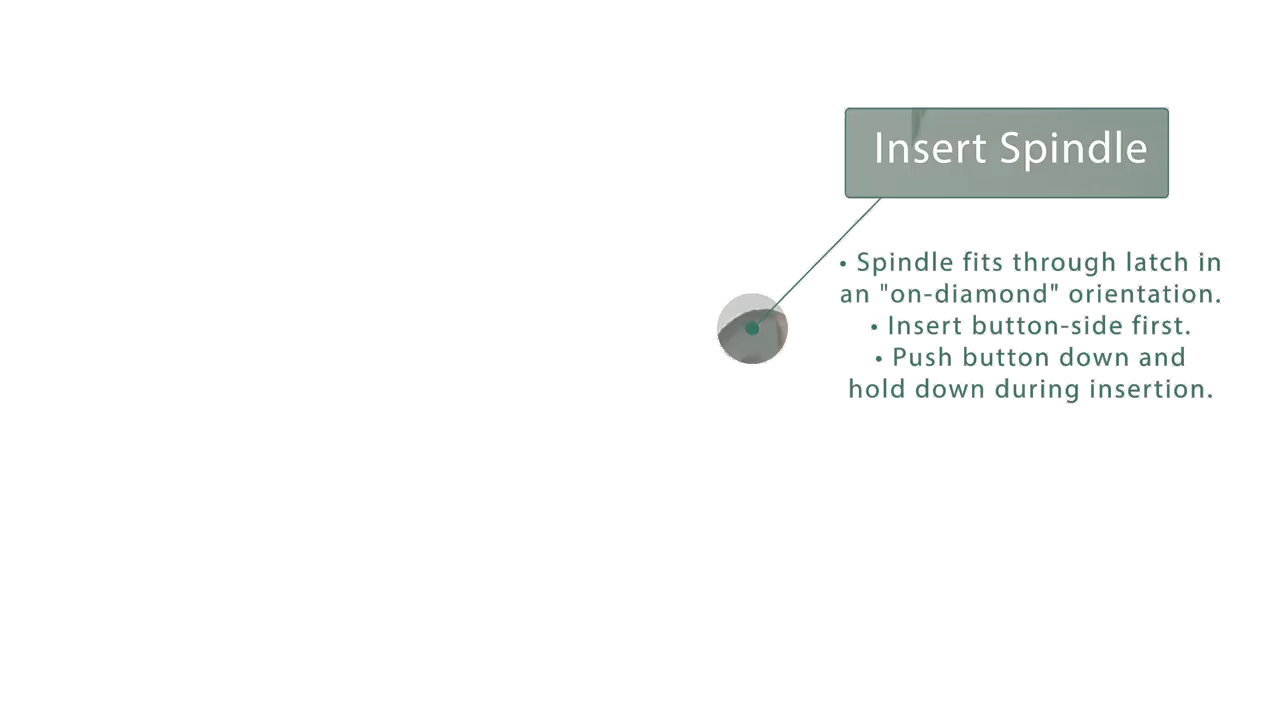 Insert Spindle
• Spindle fits through latch in
an "on-diamond" orientation.
• Insert button-side first.
• Push button down and
hold down during insertion.